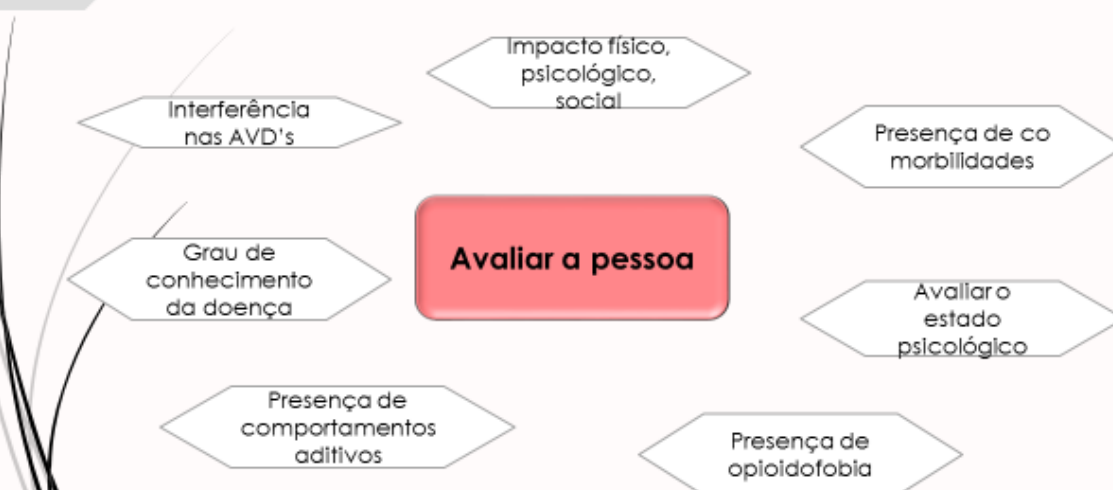 Impacto físico,
psicológico,
social
Interferência
nas AVD's
Presença de co
morbilidades
Avaliar a pessoa
Grau de
conhecimento
da doença
Avaliar o
estado
psicológico
Presença de
comportamentos
aditivos
Presença de
opioidofobia